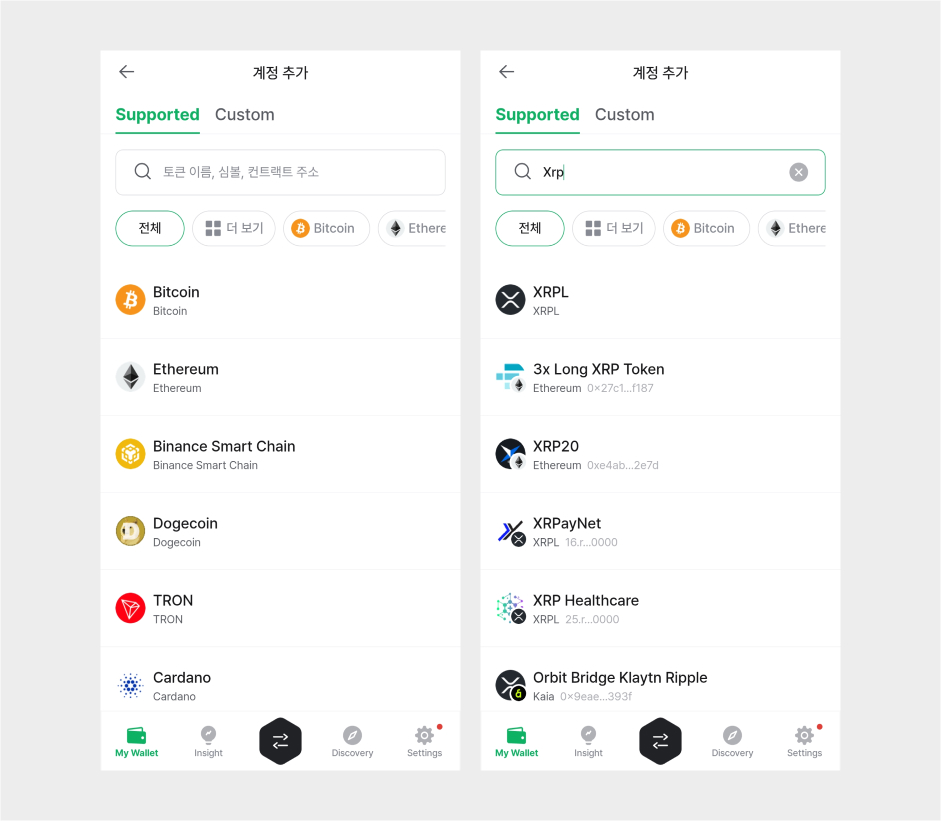 계정 추가
Supported Custom
토큰 이름, 심볼, 컨트랙트 주소
전체 더 보기 Bitcoin Ethere
Bitcoin
Bitcoin
Ethereum
Ethereum
Binance Smart Chain
Binance Smart Chain
Dogecoin
Dogecoin
TRON
TRON
Cardano
Cardano
My Wallet Insight Discovery Settings
계정 추가
Supported Custom
Xrp
전체 더 보기 Bitcoin Ethere
XRPL
XRPL
3x Long XRP Token
Ethereum 0x27c1...f187
XRP20
Ethereum 0xe4ab...2e7d
XRPayNet
XRPL 16.r...0000
XRP Healthcare
XRPL 25.r...0000
Orbit Bridge Klaytn Ripple
Kaia 0x9eae...393f
My Wallet Insight Discovery Settings